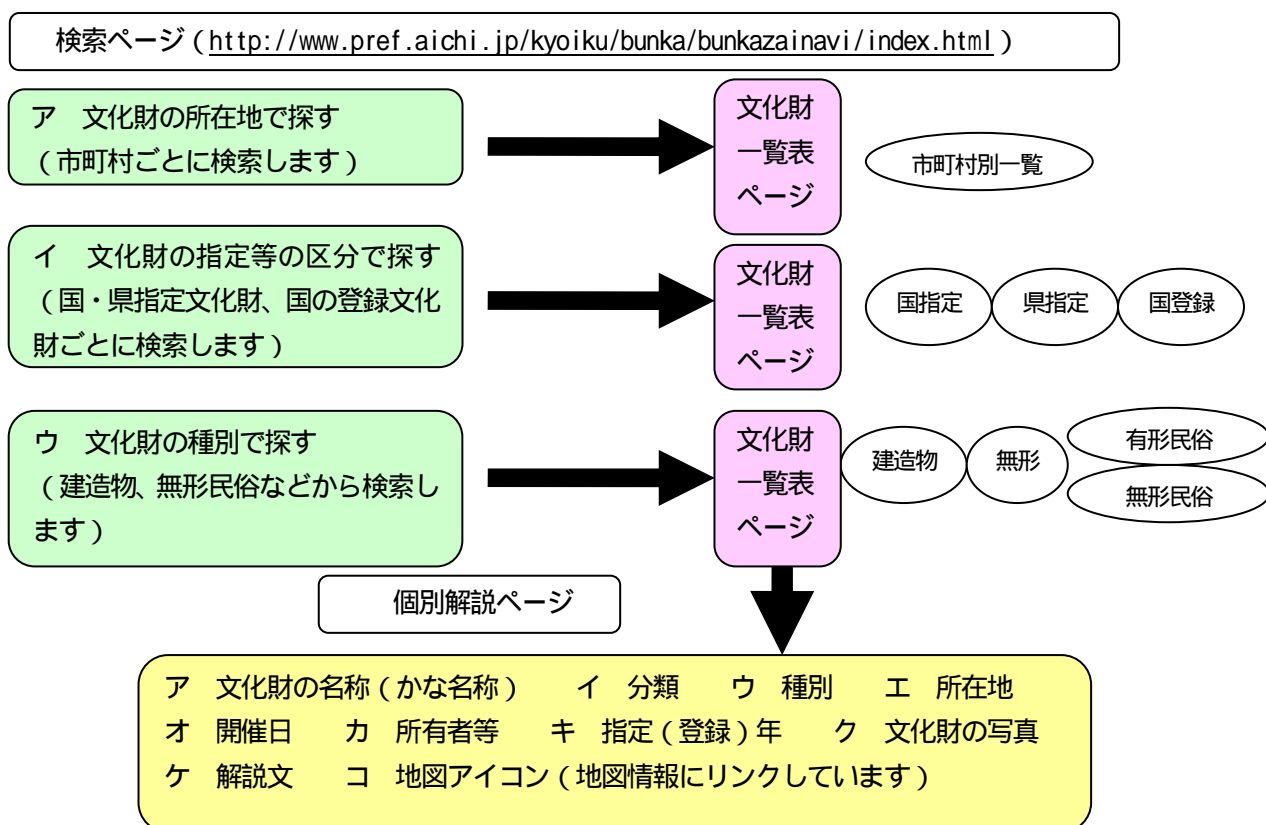 検索ページ（http://www.pref.aichi.jp/kyoiku/bunka/bunkazainavi/index.html）
ア　文化財の所在地で探す
（市町村ごとに検索します）
文化財
一覧表
ページ
市町村別一覧
イ　文化財の指定等の区分で探す
（国・県指定文化財、国の登録文化
財ごとに検索します）
文化財
一覧表
ページ
国指定
県指定
国登録
ウ　文化財の種別で探す
（建造物、無形民俗などから検索し
ます）
文化財
一覧表
ページ
建造物
無形
有形民俗
無形民俗
個別解説ページ
ア　文化財の名称（かな名称）　イ　分類　ウ　種別　エ　所在地
オ　開催日　カ　所有者等　キ　指定（登録）年　ク　文化財の写真
ケ　解説文　コ　地図アイコン（地図情報にリンクしています）